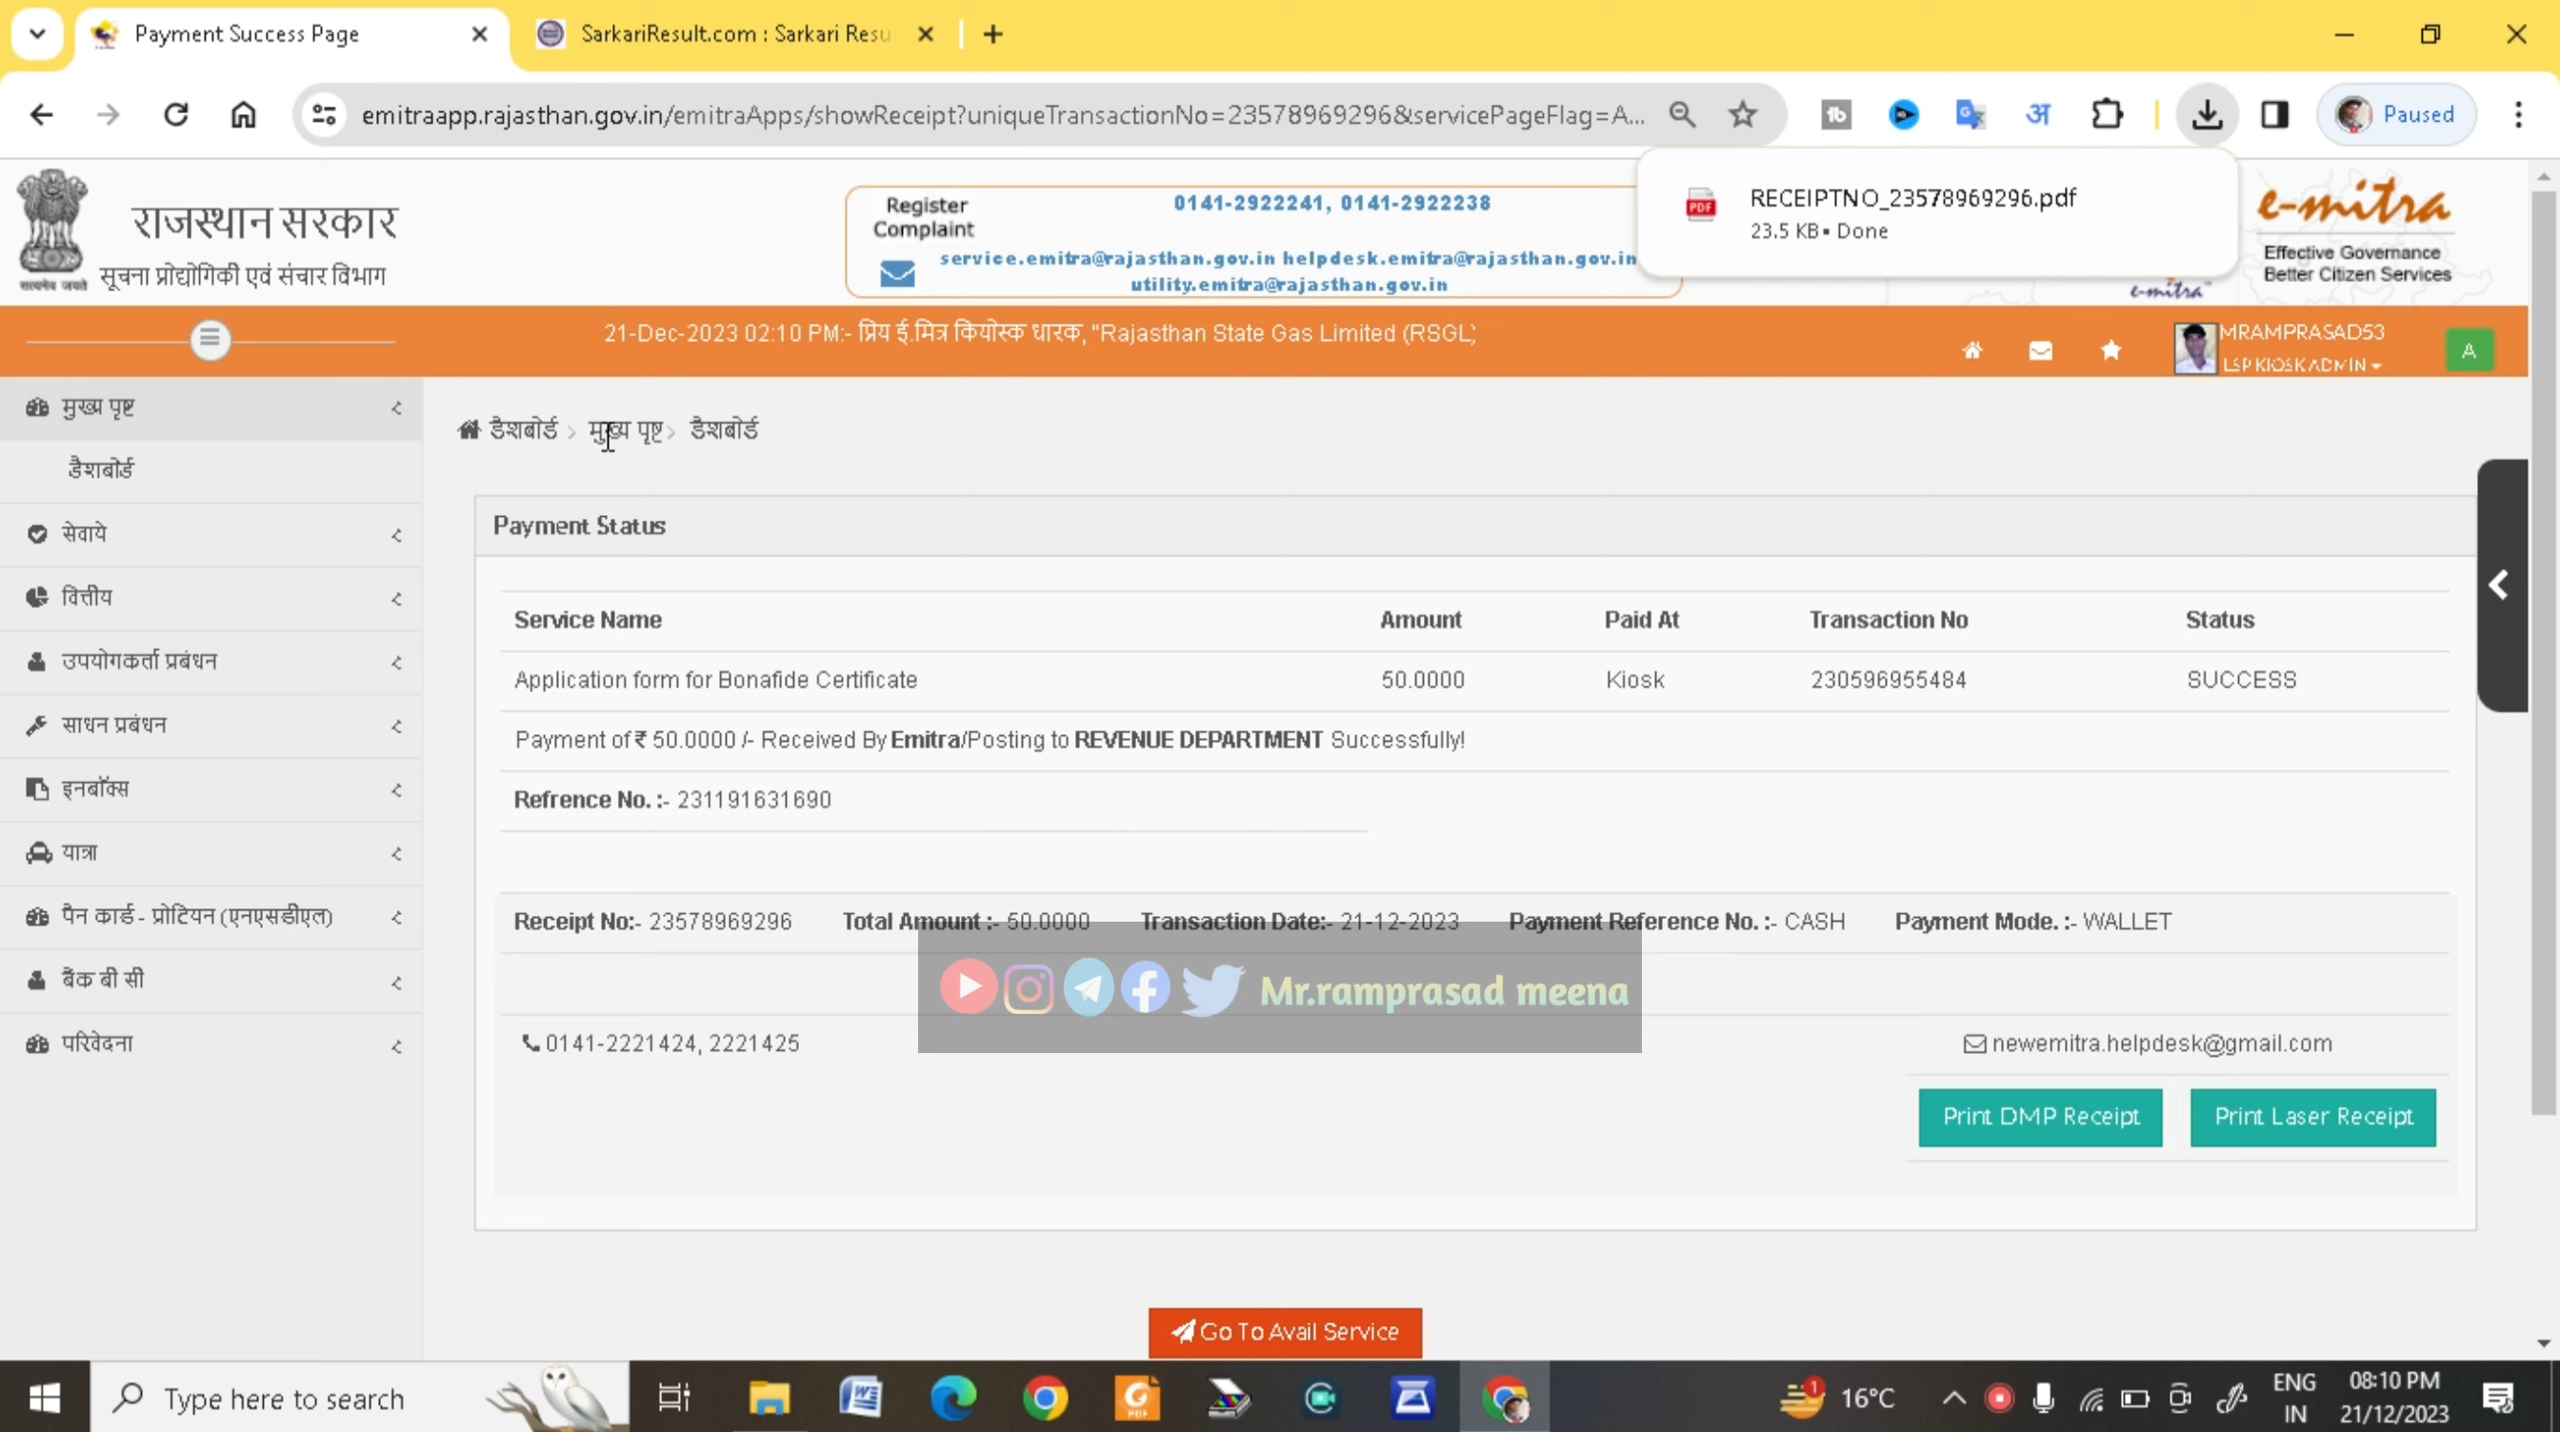 Payment Success Page
SarkariResult.com : Sarkari Resu
emitraapp.rajasthan.gov.in/emitraApps/showReceipt?uniqueTransactionNo=23578969296&servicePageFlag=A...
Paused
RECEIPTNO_23578969296.pdf
23.5 KB • Done
सत्यमेव जयते
राजस्थान सरकार
सूचना प्रोद्योगिकी एवं संचार विभाग
Register
Complaint
0141-2922241, 0141-2922238
service.emitra@rajasthan.gov.in helpdesk.emitra@rajasthan.gov.in
utility.emitra@rajasthan.gov.in
e-mitra
e-mitra
Effective Governance
Better Citizen Services
21-Dec-2023 02:10 PM:- प्रिय ई.मित्र कियोस्क धारक, "Rajasthan State Gas Limited (RSGL)
MRAMPRASAD53
LSP KIOSK ADMIN
A
मुख्य पृष्ट
डैशबोर्ड
सेवाये
वित्तीय
उपयोगकर्ता प्रबंधन
साधन प्रबंधन
इनबॉक्स
यात्रा
पैन कार्ड - प्रोटियन (एनएसडीएल)
बैंक बी सी
परिवेदना
डैशबोर्ड > मुख्य पृष्ट > डैशबोर्ड
Payment Status
Service Name Amount Paid At Transaction No Status
Application form for Bonafide Certificate 50.0000 Kiosk 230596955484 SUCCESS
Payment of ₹ 50.0000 /- Received By Emitra/Posting to REVENUE DEPARTMENT Successfully!
Refrence No. :- 231191631690
Receipt No:- 23578969296 Total Amount :- 50.0000 Transaction Date:- 21-12-2023 Payment Reference No. :- CASH Payment Mode. :- WALLET
Mr.ramprasad meena
0141-2221424, 2221425
newemitra.helpdesk@gmail.com
Print DMP Receipt
Print Laser Receipt
Go To Avail Service
Type here to search
1
16°C
ENG
IN
08:10 PM
21/12/2023